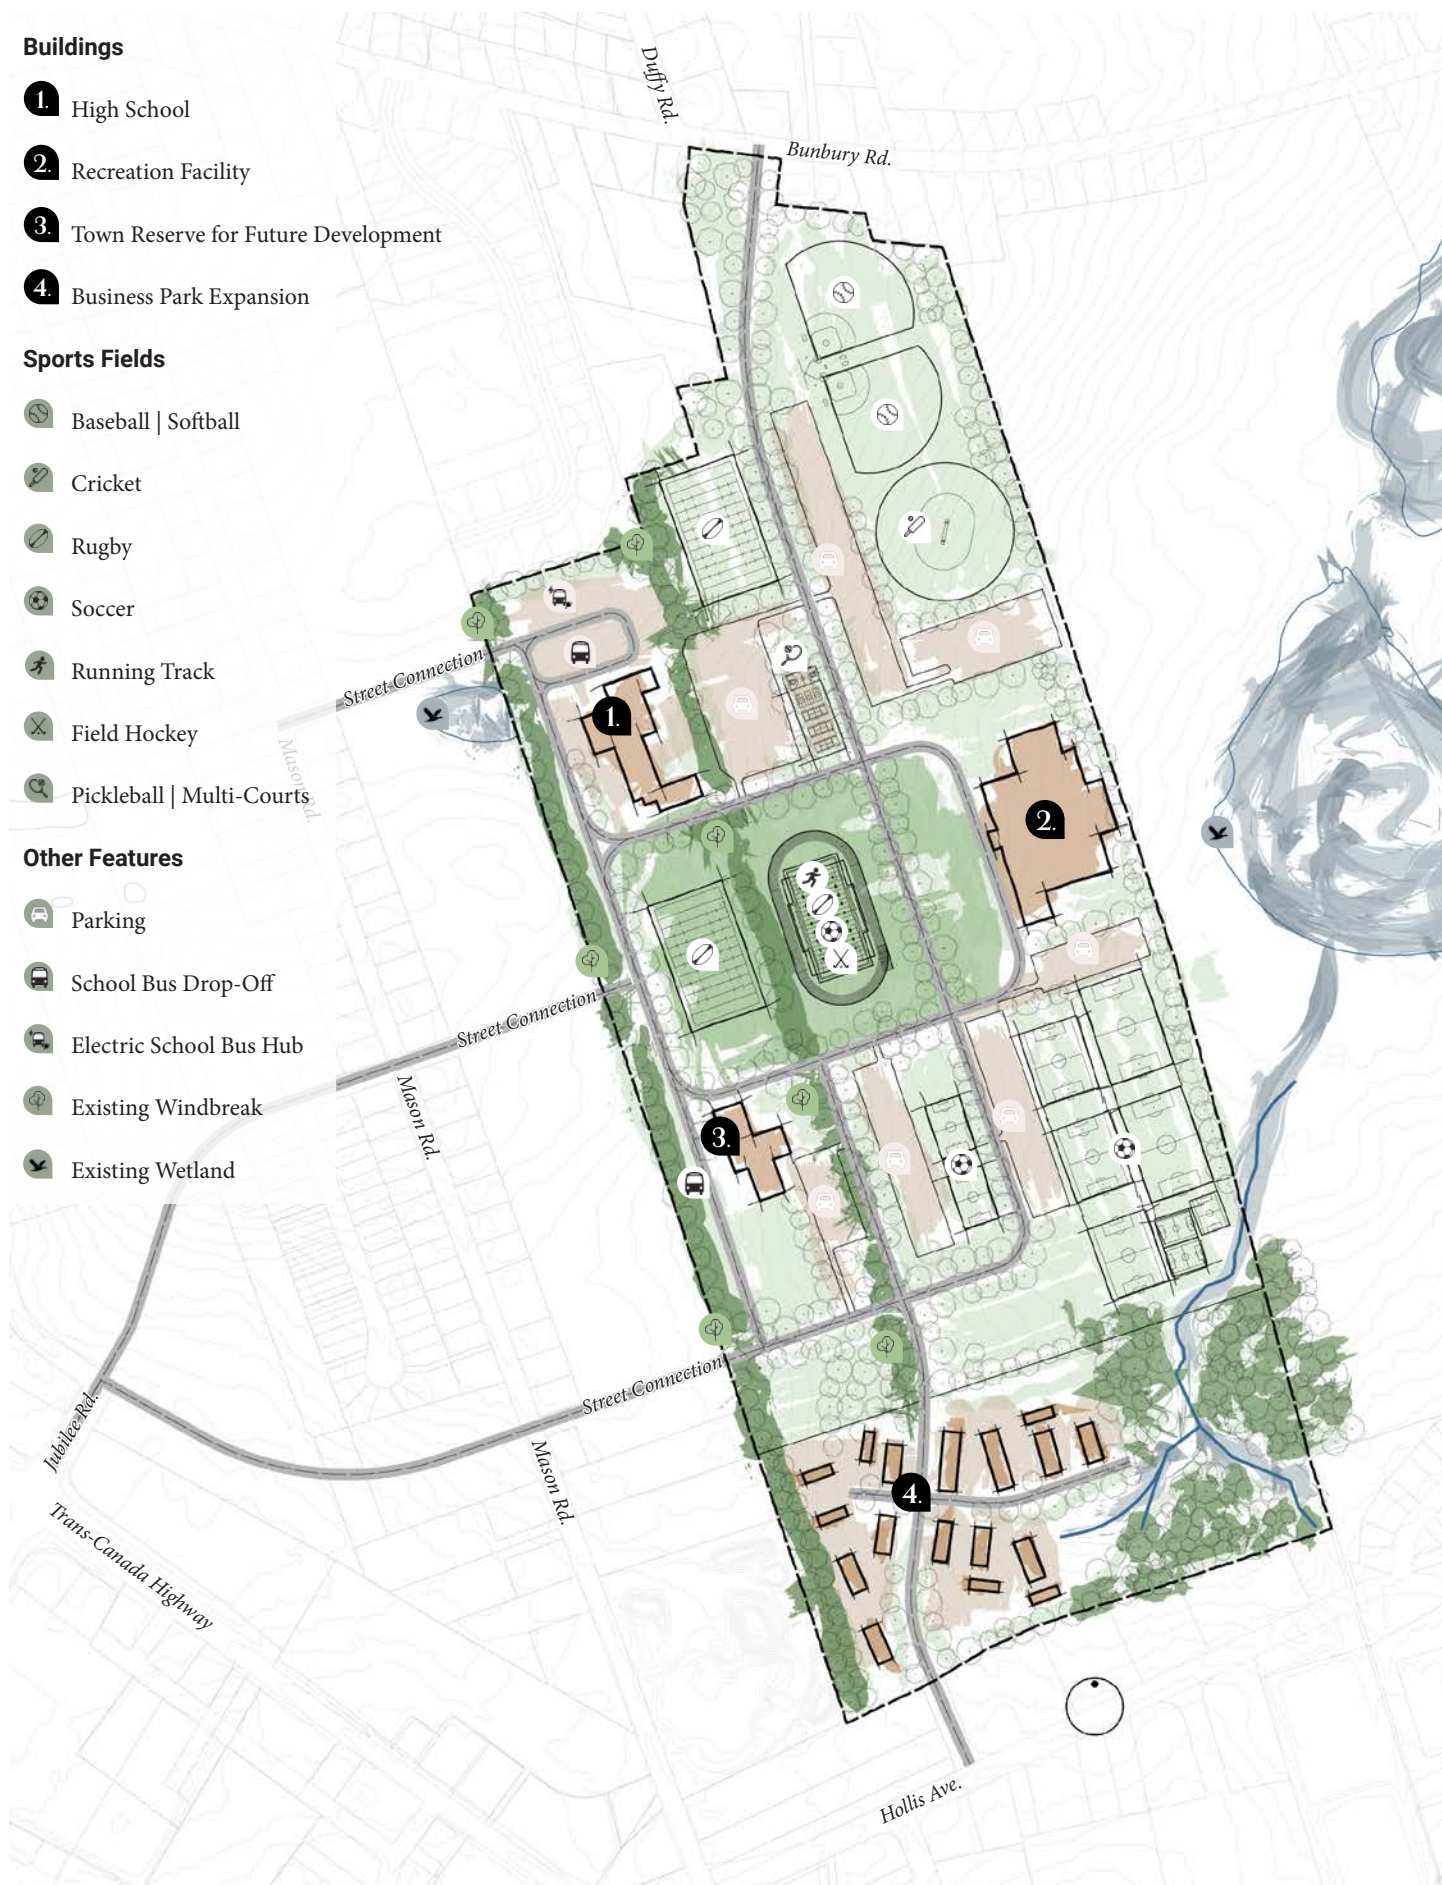 Buildings
1. High School
2. Recreation Facility
3. Town Reserve for Future Development
4. Business Park Expansion
Sports Fields
Baseball | Softball
Cricket
Rugby
Soccer
Running Track
Field Hockey
Pickleball | Multi-Courts
Other Features
Parking
School Bus Drop-Off
Electric School Bus Hub
Existing Windbreak
Existing Wetland
Duffy Rd.
Bunbury Rd.
Street Connection
1.
Mason Rd.
2.
Street Connection
Mason Rd.
3.
Street Connection
Jubilee Rd.
Mason Rd.
4.
Trans-Canada Highway
Hollis Ave.